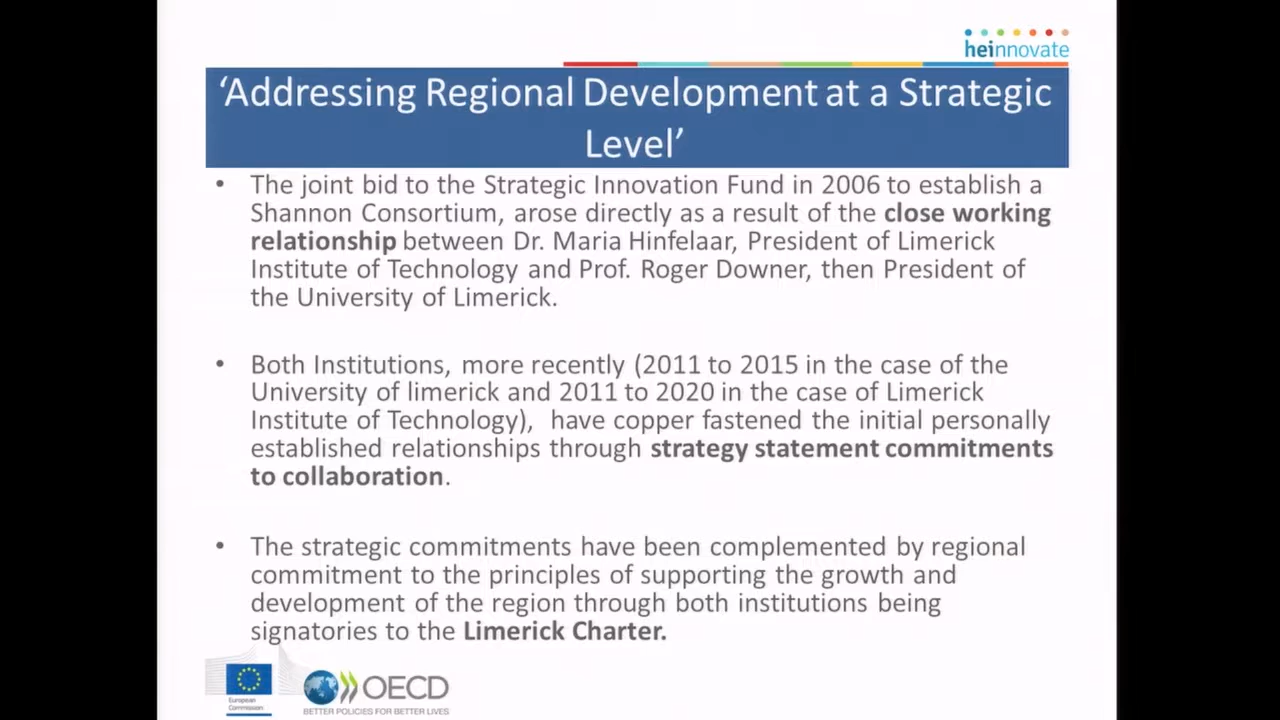 heinnovate
‘Addressing Regional Development at a Strategic
Level’
• The joint bid to the Strategic Innovation Fund in 2006 to establish a
Shannon Consortium, arose directly as a result of the close working
relationship between Dr. Maria Hinfelaar, President of Limerick
Institute of Technology and Prof. Roger Downer, then President of
the University of Limerick.
• Both Institutions, more recently (2011 to 2015 in the case of the
University of limerick and 2011 to 2020 in the case of Limerick
Institute of Technology), have copper fastened the initial personally
established relationships through strategy statement commitments
to collaboration.
• The strategic commitments have been complemented by regional
commitment to the principles of supporting the growth and
development of the region through both institutions being
signatories to the Limerick Charter.
European
Commission
OECD
BETTER POLICIES FOR BETTER LIVES